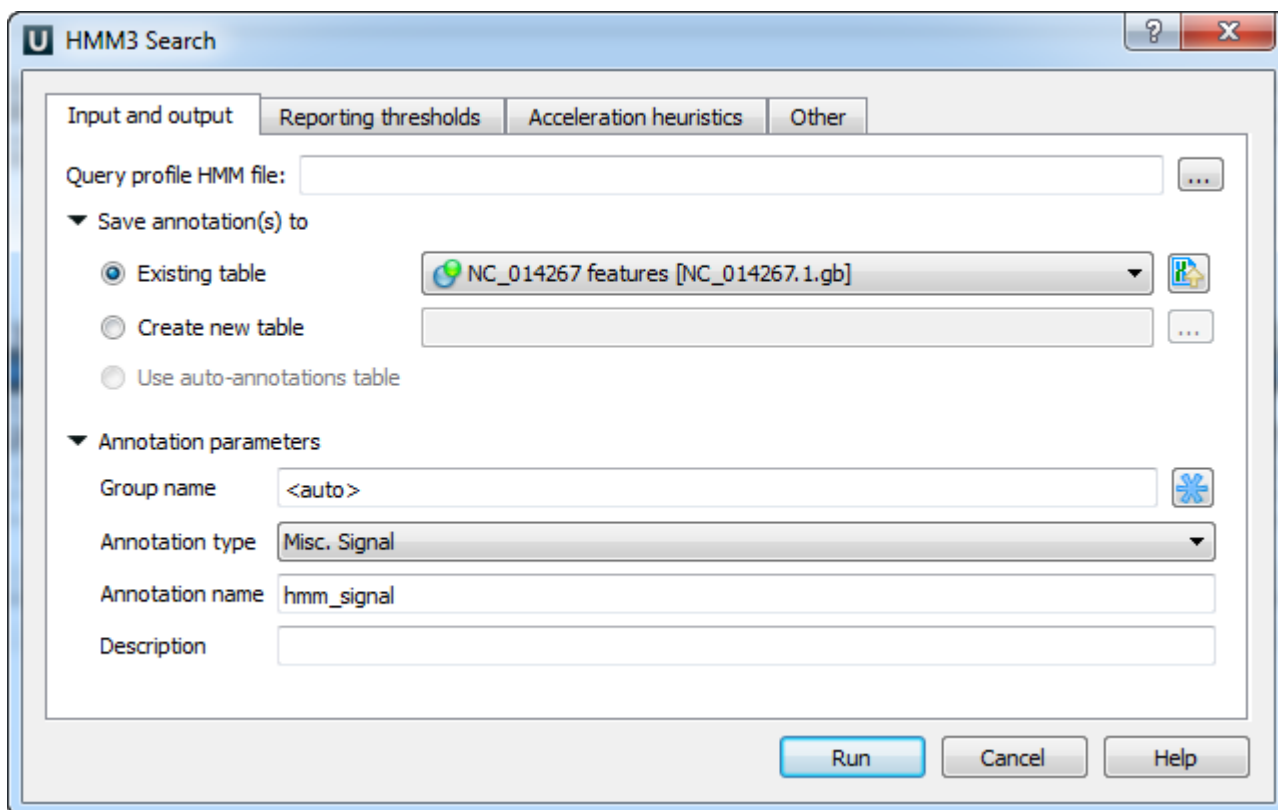 U HMM3 Search ? X
Input and output Reporting thresholds Acceleration heuristics Other
Query profile HMM file: ...
Save annotation(s) to
Existing table NC_014267 features [NC_014267.1.gb]
Create new table ...
Use auto-annotations table
Annotation parameters
Group name <auto>
Annotation type Misc. Signal
Annotation name hmm_signal
Description
Run Cancel Help